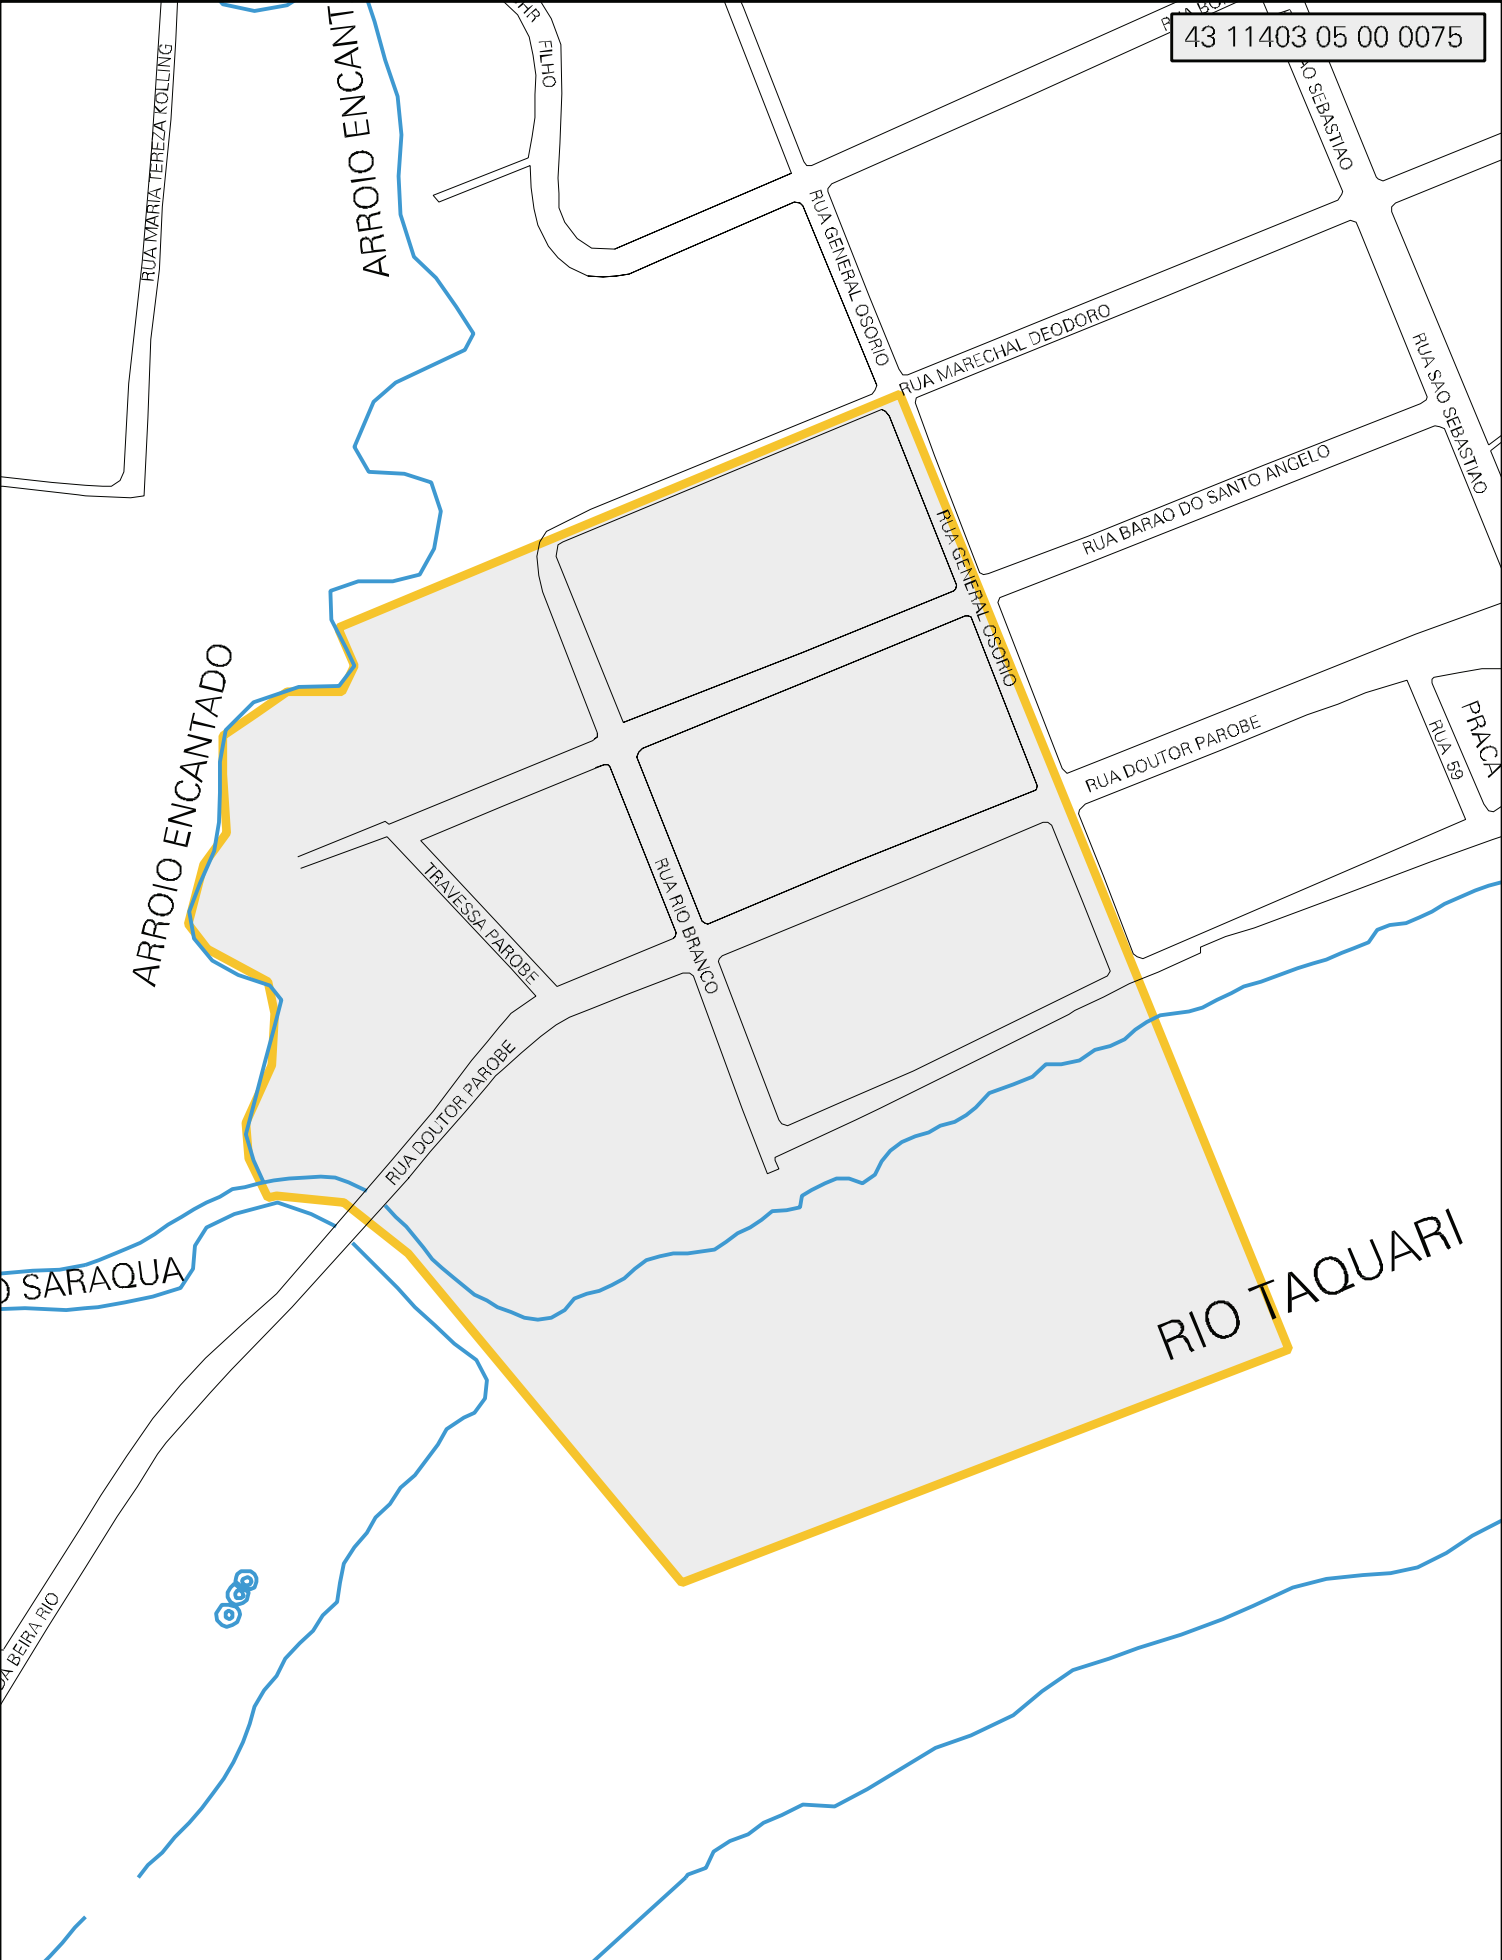 43 11403 05 00 0075
FILHO
ARROIO ENCANT
RUA MARIA TEREZA KOLLING
SEBASTIAO
RUA GENERAL OSORIO
RUA MARECHAL DEODORO
RUA SAO SEBASTIAO
RUA BARAO DO SANTO ANGELO
RUA GENERAL OSORIO
ARROIO ENCANTADO
RUA DOUTOR PAROBE
RUA 59
PRACA
TRAVESSA PAROBE
RUA RIO BRANCO
RUA DOUTOR PAROBE
RIO TAQUARI
O SARAQUA
BEIRA RIO